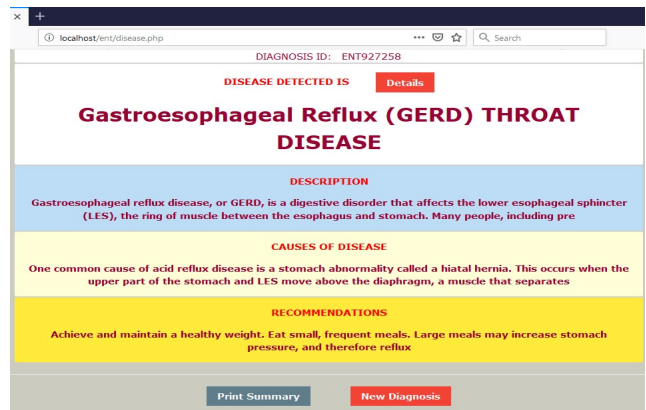 × +
localhost/ent/disease.php
Search
DIAGNOSIS ID: ENT927258
DISEASE DETECTED IS Details
Gastroesophageal Reflux (GERD) THROAT
DISEASE
DESCRIPTION
Gastroesophageal reflux disease, or GERD, is a digestive disorder that affects the lower esophageal sphincter
(LES), the ring of muscle between the esophagus and stomach. Many people, including pre
CAUSES OF DISEASE
One common cause of acid reflux disease is a stomach abnormality called a hiatal hernia. This occurs when the
upper part of the stomach and LES move above the diaphragm, a muscle that separates
RECOMMENDATIONS
Achieve and maintain a healthy weight. Eat small, frequent meals. Large meals may increase stomach
pressure, and therefore reflux
Print Summary New Diagnosis